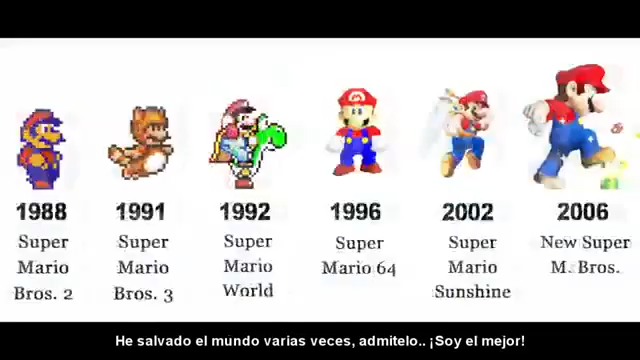 1988
Super
Mario
Bros. 2
1991
Super
Mario
Bros. 3
1992
Super
Mario
World
1996
Super
Mario 64
2002
Super
Mario
Sunshine
2006
New Super
M. Bros.
He salvado el mundo varias veces, admitelo.. ¡Soy el mejor!